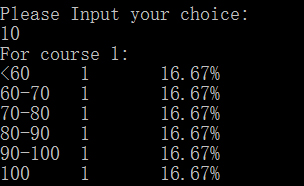 Please Input your choice:
10
For course 1:
<60 1 16.67%
60-70 1 16.67%
70-80 1 16.67%
80-90 1 16.67%
90-100 1 16.67%
100 1 16.67%